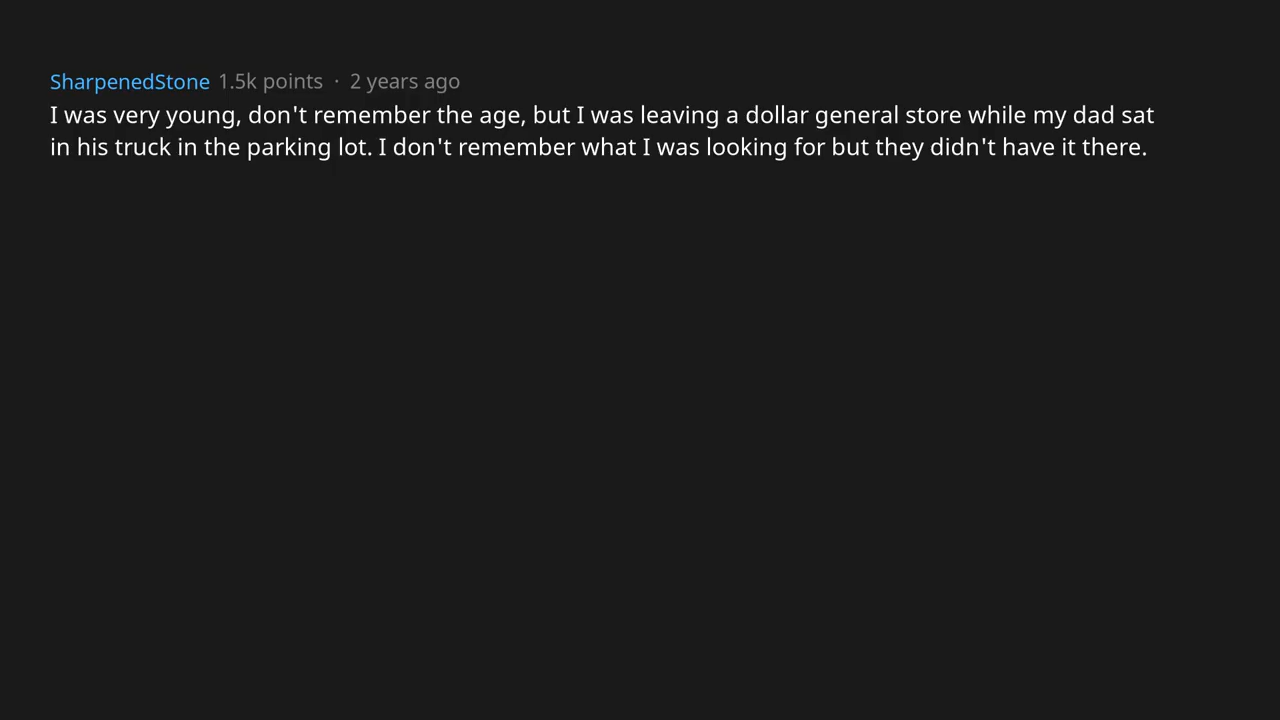 SharpenedStone 1.5k points · 2 years ago
I was very young, don't remember the age, but I was leaving a dollar general store while my dad sat
in his truck in the parking lot. I don't remember what I was looking for but they didn't have it there.